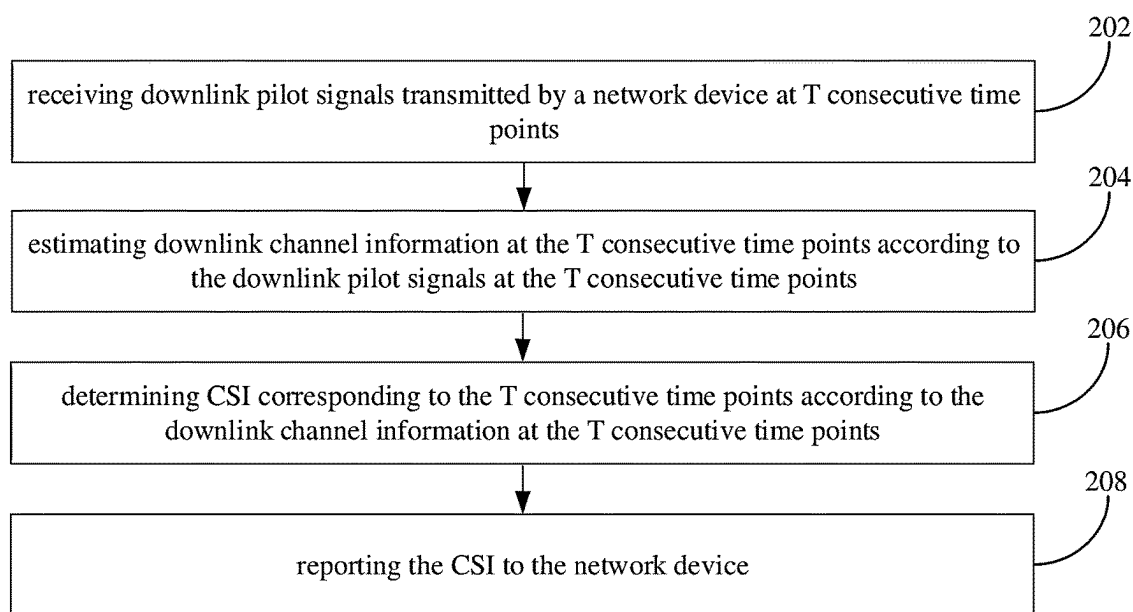 202
receiving downlink pilot signals transmitted by a network device at T consecutive time
points
204
estimating downlink channel information at the T consecutive time points according to
the downlink pilot signals at the T consecutive time points
206
determining CSI corresponding to the T consecutive time points according to the
downlink channel information at the T consecutive time points
208
reporting the CSI to the network device